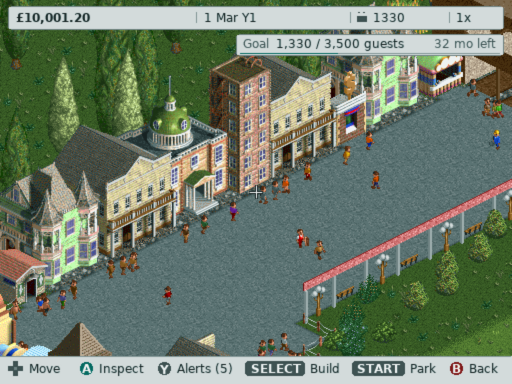 £10,001.20 1 Mar Y1 1330 1x
Goal 1,330 / 3,500 guests 32 mo left
Move A Inspect Y Alerts (5) SELECT Build START Park B Back